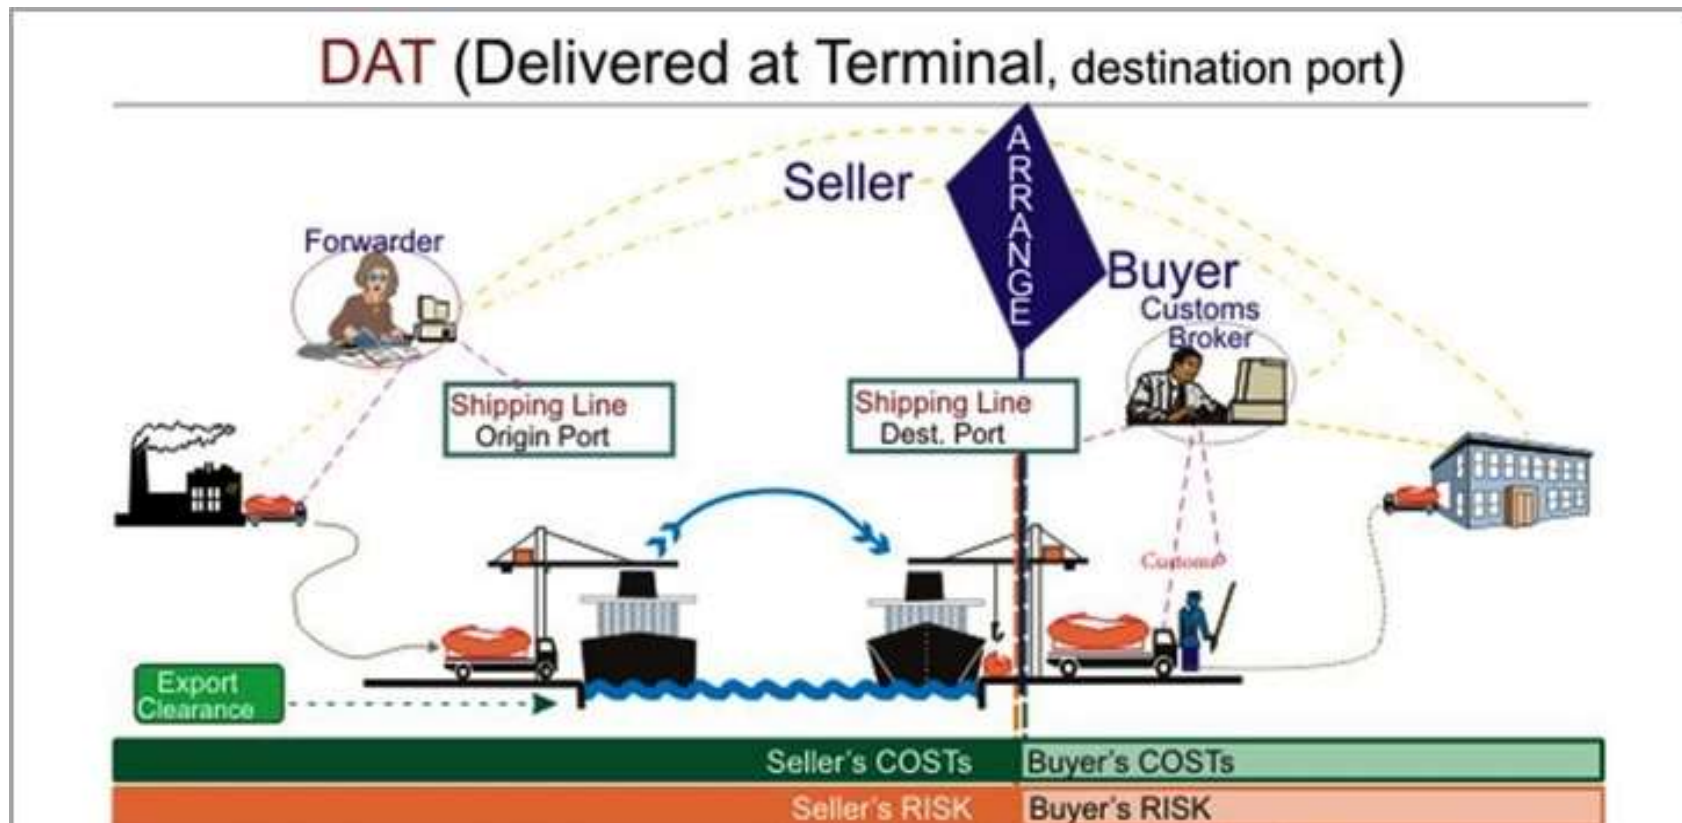 DAT (Delivered at Terminal, destination port)
ARRANGE
Seller
Forwarder
Buyer
Customs
Broker
Shipping Line
Origin Port
Shipping Line
Dest. Port
Customs
Export
Clearance
Seller's COSTs
Buyer's COSTs
Seller's RISK
Buyer's RISK